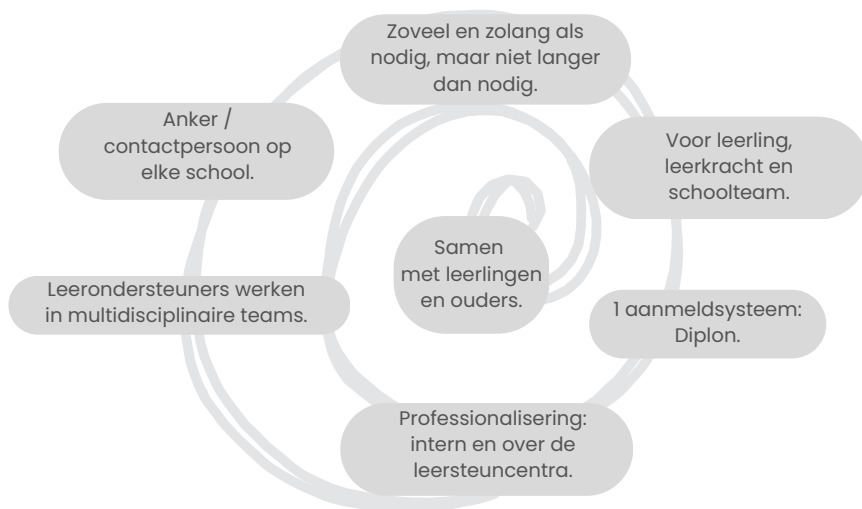 Zoveel en zolang als
nodig, maar niet langer
dan nodig.
Anker /
contactpersoon op
elke school.
Voor leerling,
leerkracht en
schoolteam.
Samen
met leerlingen
en ouders.
Leerondersteuners werken
in multidisciplinaire teams.
1 aanmeldsysteem:
Diplon.
Professionalisering:
intern en over de
leersteuncentra.